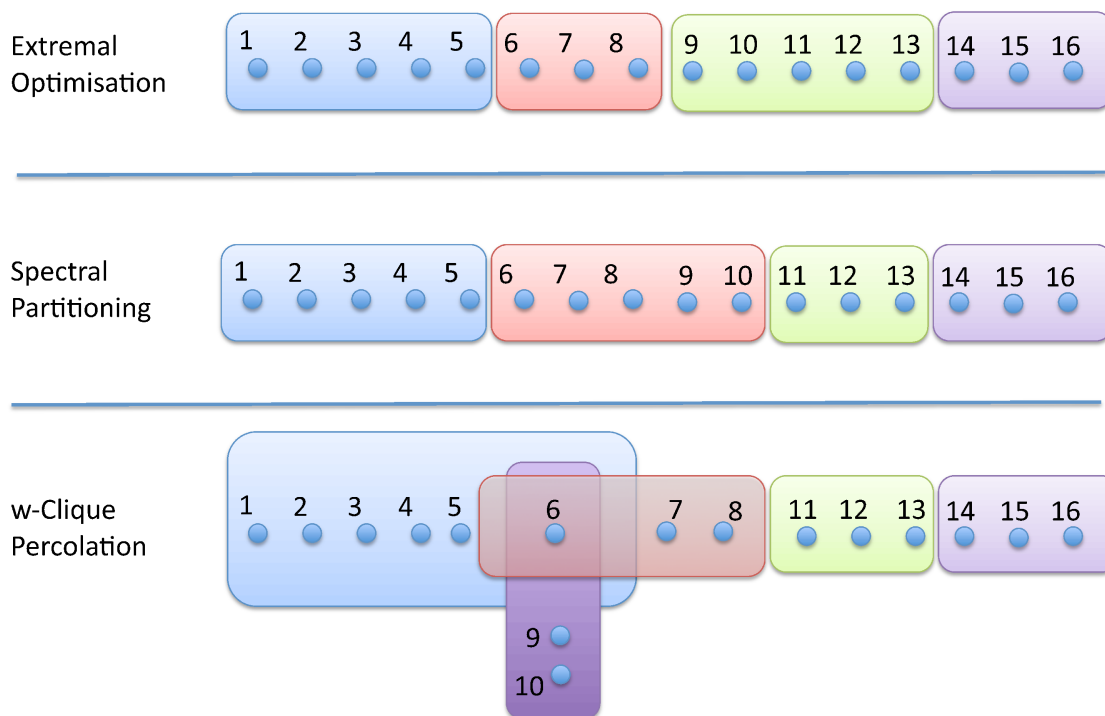 Extremal
Optimisation
1 2 3 4 5 6 7 8 9 10 11 12 13 14 15 16
Spectral
Partitioning
1 2 3 4 5 6 7 8 9 10 11 12 13 14 15 16
w-Clique
Percolation
1 2 3 4 5 6 7 8 11 12 13 14 15 16
9
10